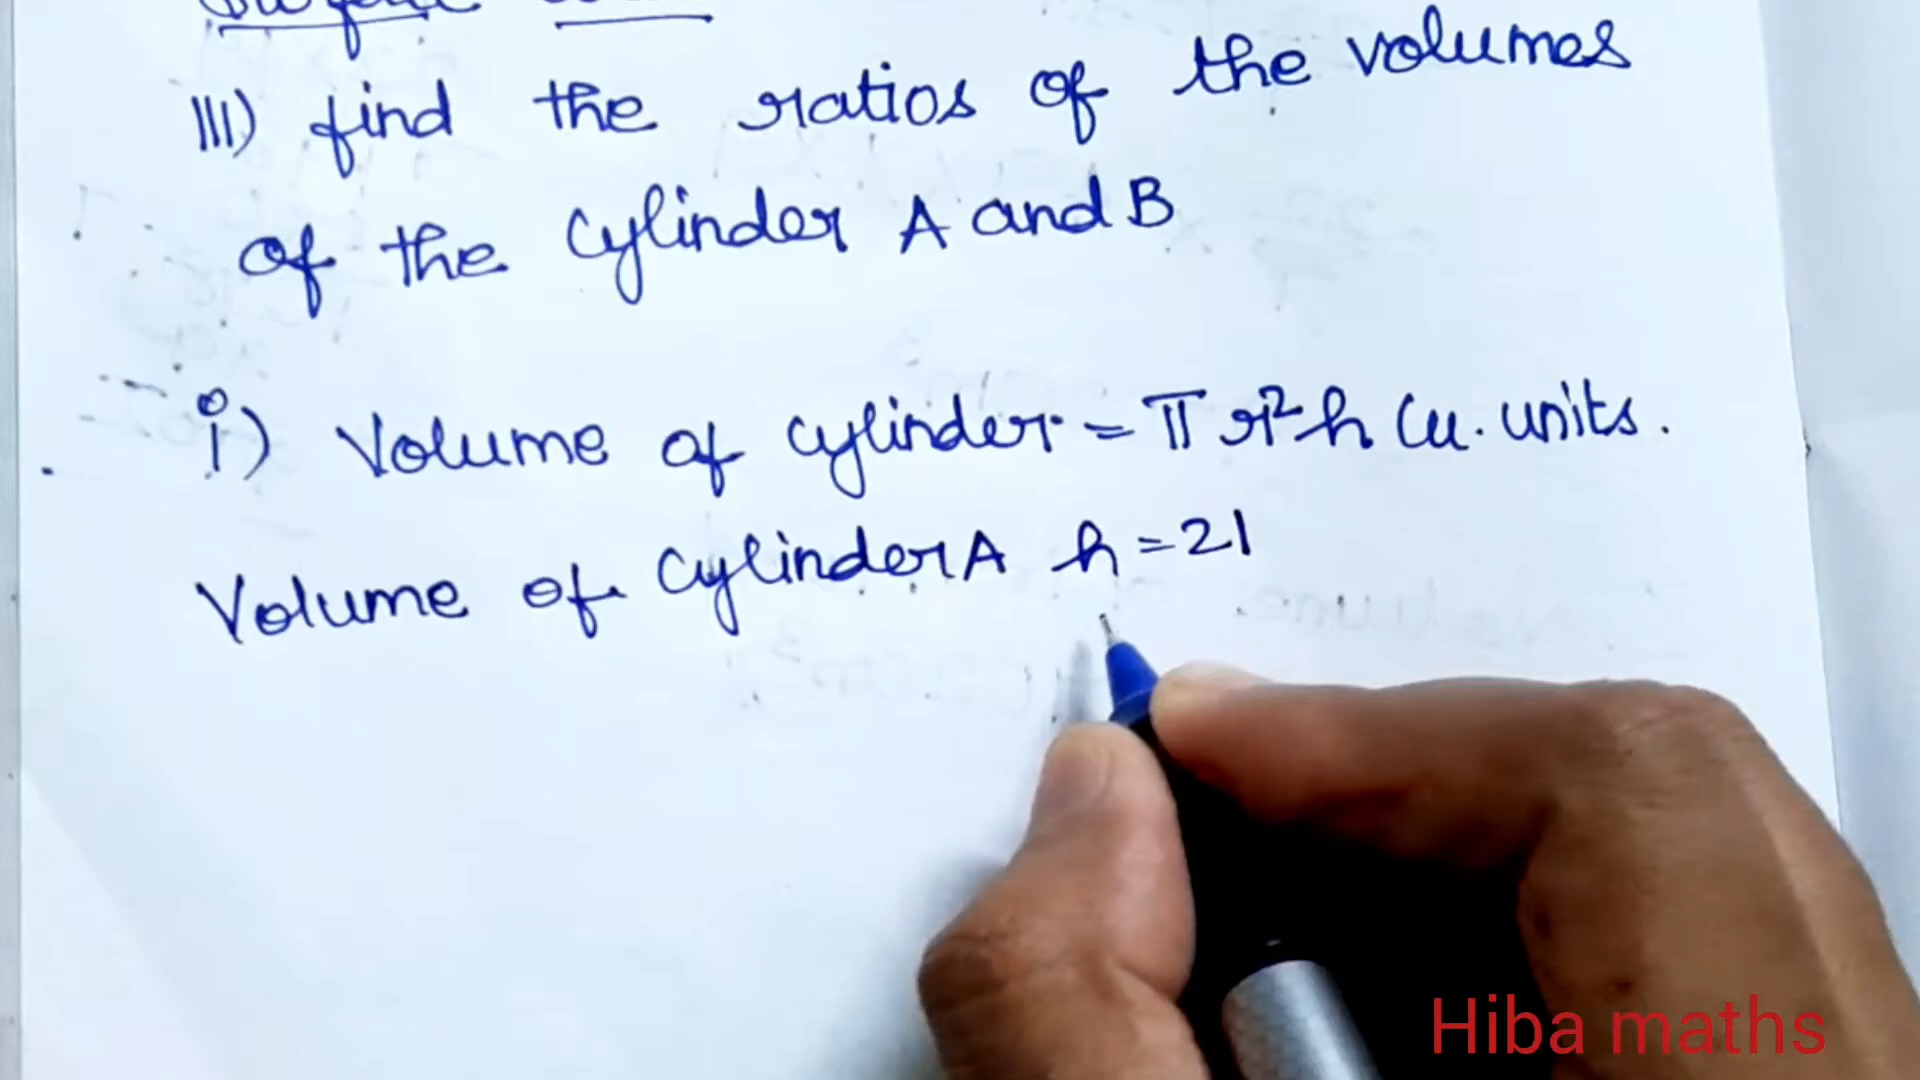 III) find the ratios of the volumes
of the cylinder A and B
i) Volume of cylinder = π r² h cu. units.
Volume of cylinder A h = 21
Hiba maths